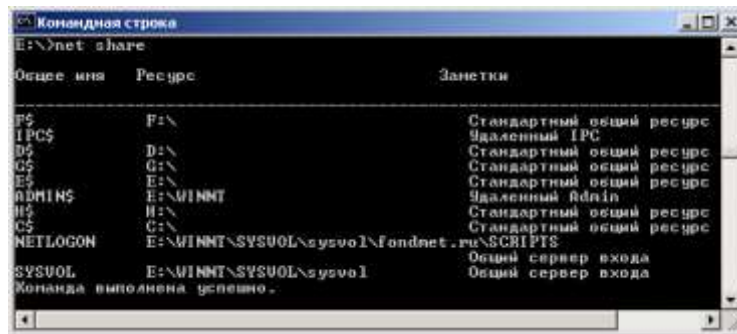 Командная строка
E:\>net share
Общее имя Ресурс Заметки
F$ F:\ Стандартный общий ресурс
IPC$ Удаленный IPC
D$ D:\ Стандартный общий ресурс
G$ G:\ Стандартный общий ресурс
E$ E:\ Стандартный общий ресурс
ADMIN$ E:\WINNT Удаленный Admin
H$ H:\ Стандартный общий ресурс
C$ C:\ Стандартный общий ресурс
NETLOGON E:\WINNT\SYSVOL\sysvol\fondmet.ru\SCRIPTS
Общий сервер входа
SYSVOL E:\WINNT\SYSVOL\sysvol Общий сервер входа
Команда выполнена успешно.